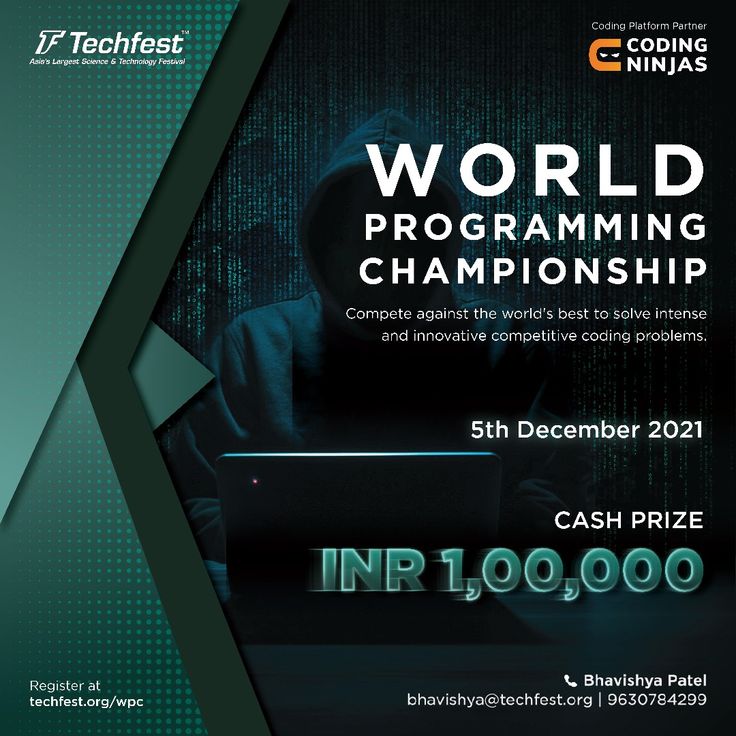 Techfest™
Asia's Largest Science & Technology Festival
Coding Platform Partner
CODING
NINJAS
WORLD
PROGRAMMING
CHAMPIONSHIP
Compete against the world's best to solve intense
and innovative competitive coding problems.
5th December 2021
CASH PRIZE
INR 1,00,000
Register at
techfest.org/wpc
Bhavishya Patel
bhavishya@techfest.org | 9630784299